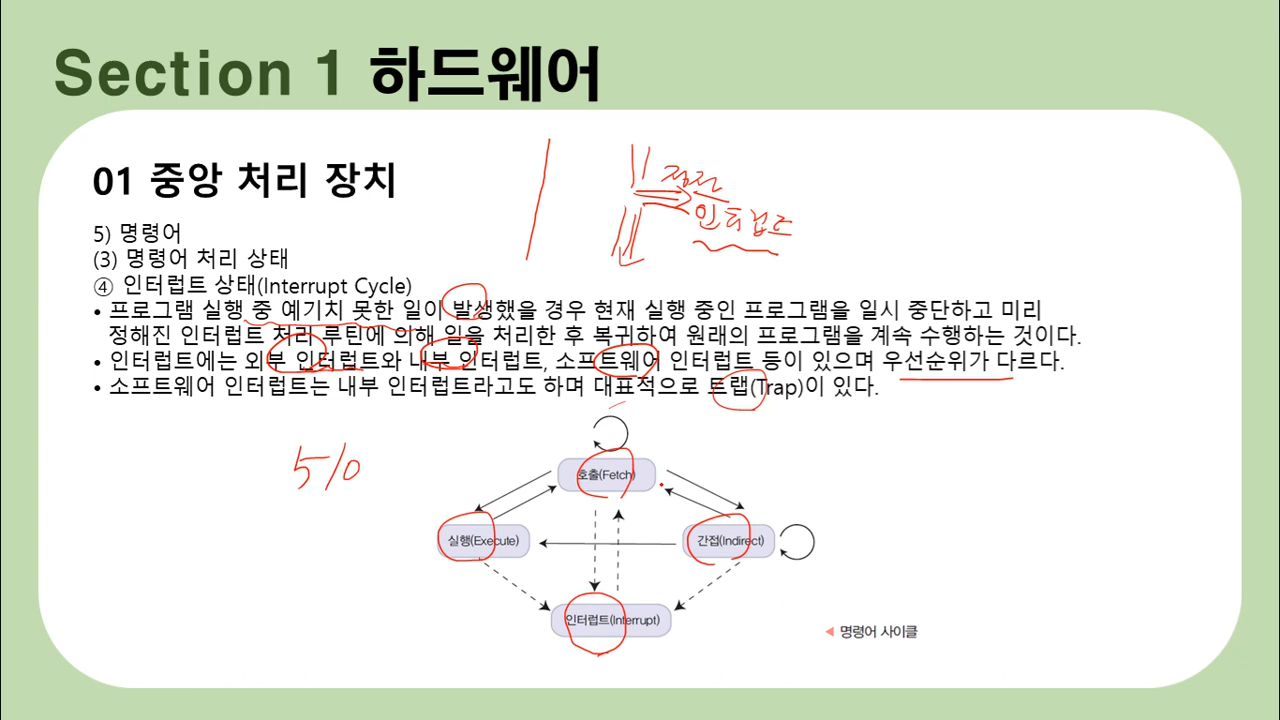 Section 1 하드웨어
01 중앙 처리 장치
정전
인터럽트
5) 명령어
(3) 명령어 처리 상태
④ 인터럽트 상태(Interrupt Cycle)
• 프로그램 실행 중 예기치 못한 일이 발생했을 경우 현재 실행 중인 프로그램을 일시 중단하고 미리
정해진 인터럽트 처리 루틴에 의해 일을 처리한 후 복귀하여 원래의 프로그램을 계속 수행하는 것이다.
• 인터럽트에는 외부 인터럽트와 내부 인터럽트, 소프트웨어 인터럽트 등이 있으며 우선순위가 다르다.
• 소프트웨어 인터럽트는 내부 인터럽트라고도 하며 대표적으로 트랩(Trap)이 있다.
호출(Fetch)
실행(Execute)
간접(Indirect)
인터럽트(Interrupt)
◀ 명령어 사이클